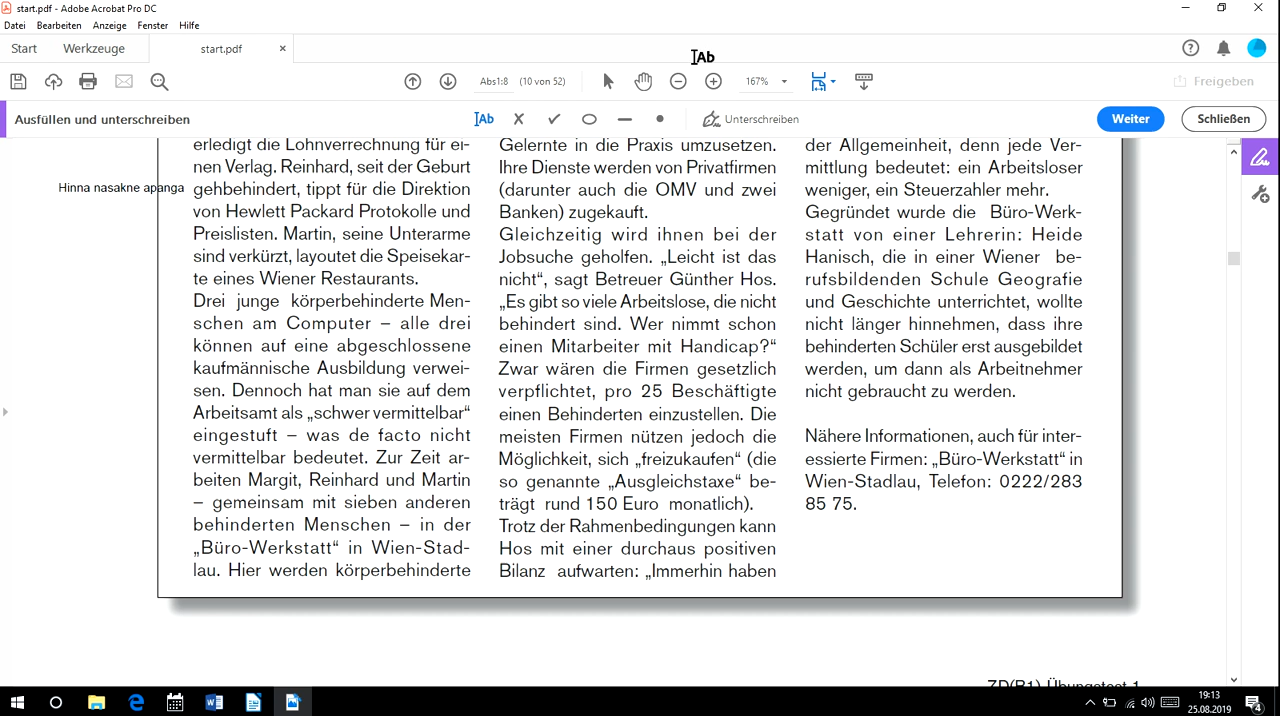 start.pdf - Adobe Acrobat Pro DC
Datei Bearbeiten Anzeige Fenster Hilfe
Start Werkzeuge start.pdf ×
IAb
Abs1:8 (10 von 52) 167% Freigeben
Ausfüllen und unterschreiben IAb Unterschreiben Weiter Schließen
Hinna nasakne apanga
erledigt die Lohnverrechnung für ei-
nen Verlag. Reinhard, seit der Geburt
gehbehindert, tippt für die Direktion
von Hewlett Packard Protokolle und
Preislisten. Martin, seine Unterarme
sind verkürzt, layoutet die Speisekar-
te eines Wiener Restaurants.
Drei junge körperbehinderte Men-
schen am Computer – alle drei
können auf eine abgeschlossene
kaufmännische Ausbildung verwei-
sen. Dennoch hat man sie auf dem
Arbeitsamt als „schwer vermittelbar“
eingestuft – was de facto nicht
vermittelbar bedeutet. Zur Zeit ar-
beiten Margit, Reinhard und Martin
– gemeinsam mit sieben anderen
behinderten Menschen – in der
„Büro-Werkstatt“ in Wien-Stad-
lau. Hier werden körperbehinderte
Gelernte in die Praxis umzusetzen.
Ihre Dienste werden von Privatfirmen
(darunter auch die OMV und zwei
Banken) zugekauft.
Gleichzeitig wird ihnen bei der
Jobsuche geholfen. „Leicht ist das
nicht“, sagt Betreuer Günther Hos.
„Es gibt so viele Arbeitslose, die nicht
behindert sind. Wer nimmt schon
einen Mitarbeiter mit Handicap?“
Zwar wären die Firmen gesetzlich
verpflichtet, pro 25 Beschäftigte
einen Behinderten einzustellen. Die
meisten Firmen nützen jedoch die
Möglichkeit, sich „freizukaufen“ (die
so genannte „Ausgleichstaxe“ be-
trägt rund 150 Euro monatlich).
Trotz der Rahmenbedingungen kann
Hos mit einer durchaus positiven
Bilanz aufwarten: „Immerhin haben
der Allgemeinheit, denn jede Ver-
mittlung bedeutet: ein Arbeitsloser
weniger, ein Steuerzahler mehr.
Gegründet wurde die Büro-Werk-
statt von einer Lehrerin: Heide
Hanisch, die in einer Wiener be-
rufsbildenden Schule Geografie
und Geschichte unterrichtet, wollte
nicht länger hinnehmen, dass ihre
behinderten Schüler erst ausgebildet
werden, um dann als Arbeitnehmer
nicht gebraucht zu werden.
Nähere Informationen, auch für inter-
essierte Firmen: „Büro-Werkstatt“ in
Wien-Stadlau, Telefon: 0222/283
85 75.
ZD(B1) Übungstest 1
19:13
25.08.2019
4